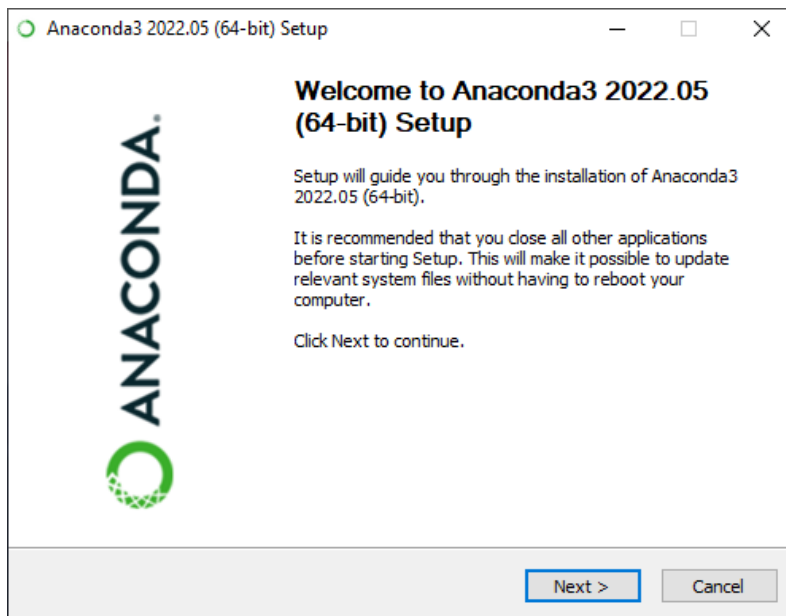 Anaconda3 2022.05 (64-bit) Setup
Welcome to Anaconda3 2022.05
(64-bit) Setup
Setup will guide you through the installation of Anaconda3
2022.05 (64-bit).
It is recommended that you close all other applications
before starting Setup. This will make it possible to update
relevant system files without having to reboot your
computer.
Click Next to continue.
ANACONDA.
Next >
Cancel